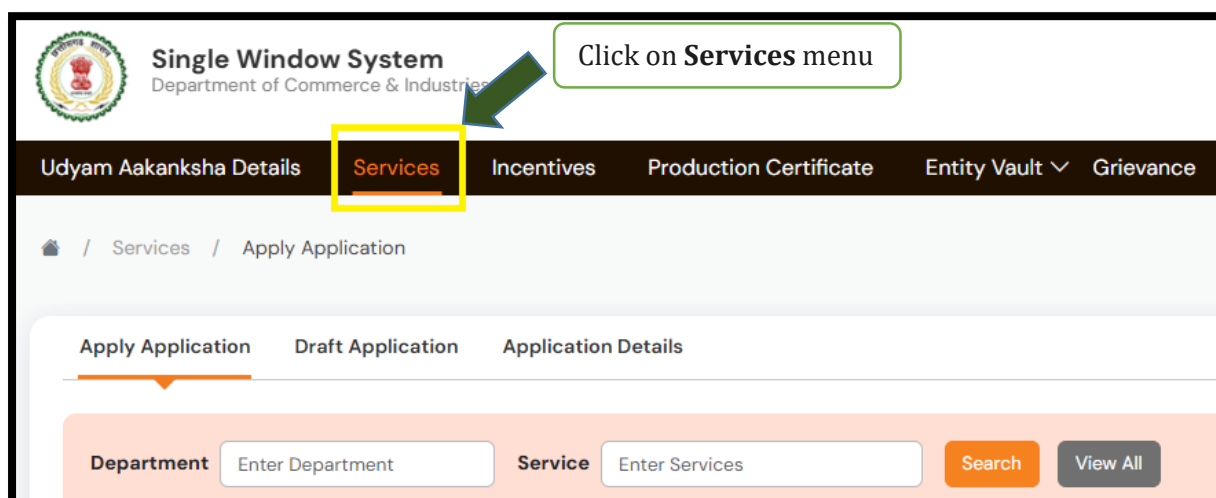 Single Window System
Department of Commerce & Industries
Click on Services menu
Udyam Aakanksha Details Services Incentives Production Certificate Entity Vault Grievance
/ Services / Apply Application
Apply Application Draft Application Application Details
Department Enter Department Service Enter Services Search View All